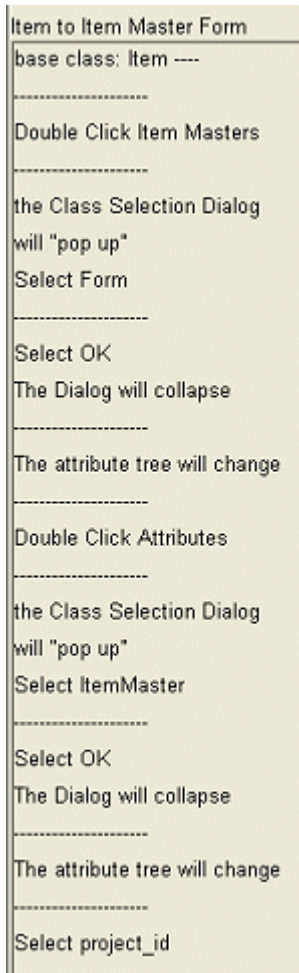 Item to Item Master Form
base class: Item ----
---------------------
Double Click Item Masters
---------------------
the Class Selection Dialog
will "pop up"
Select Form
---------------------
Select OK
The Dialog will collapse
---------------------
The attribute tree will change
---------------------
Double Click Attributes
---------------------
the Class Selection Dialog
will "pop up"
Select ItemMaster
---------------------
Select OK
The Dialog will collapse
---------------------
The attribute tree will change
---------------------
Select project_id